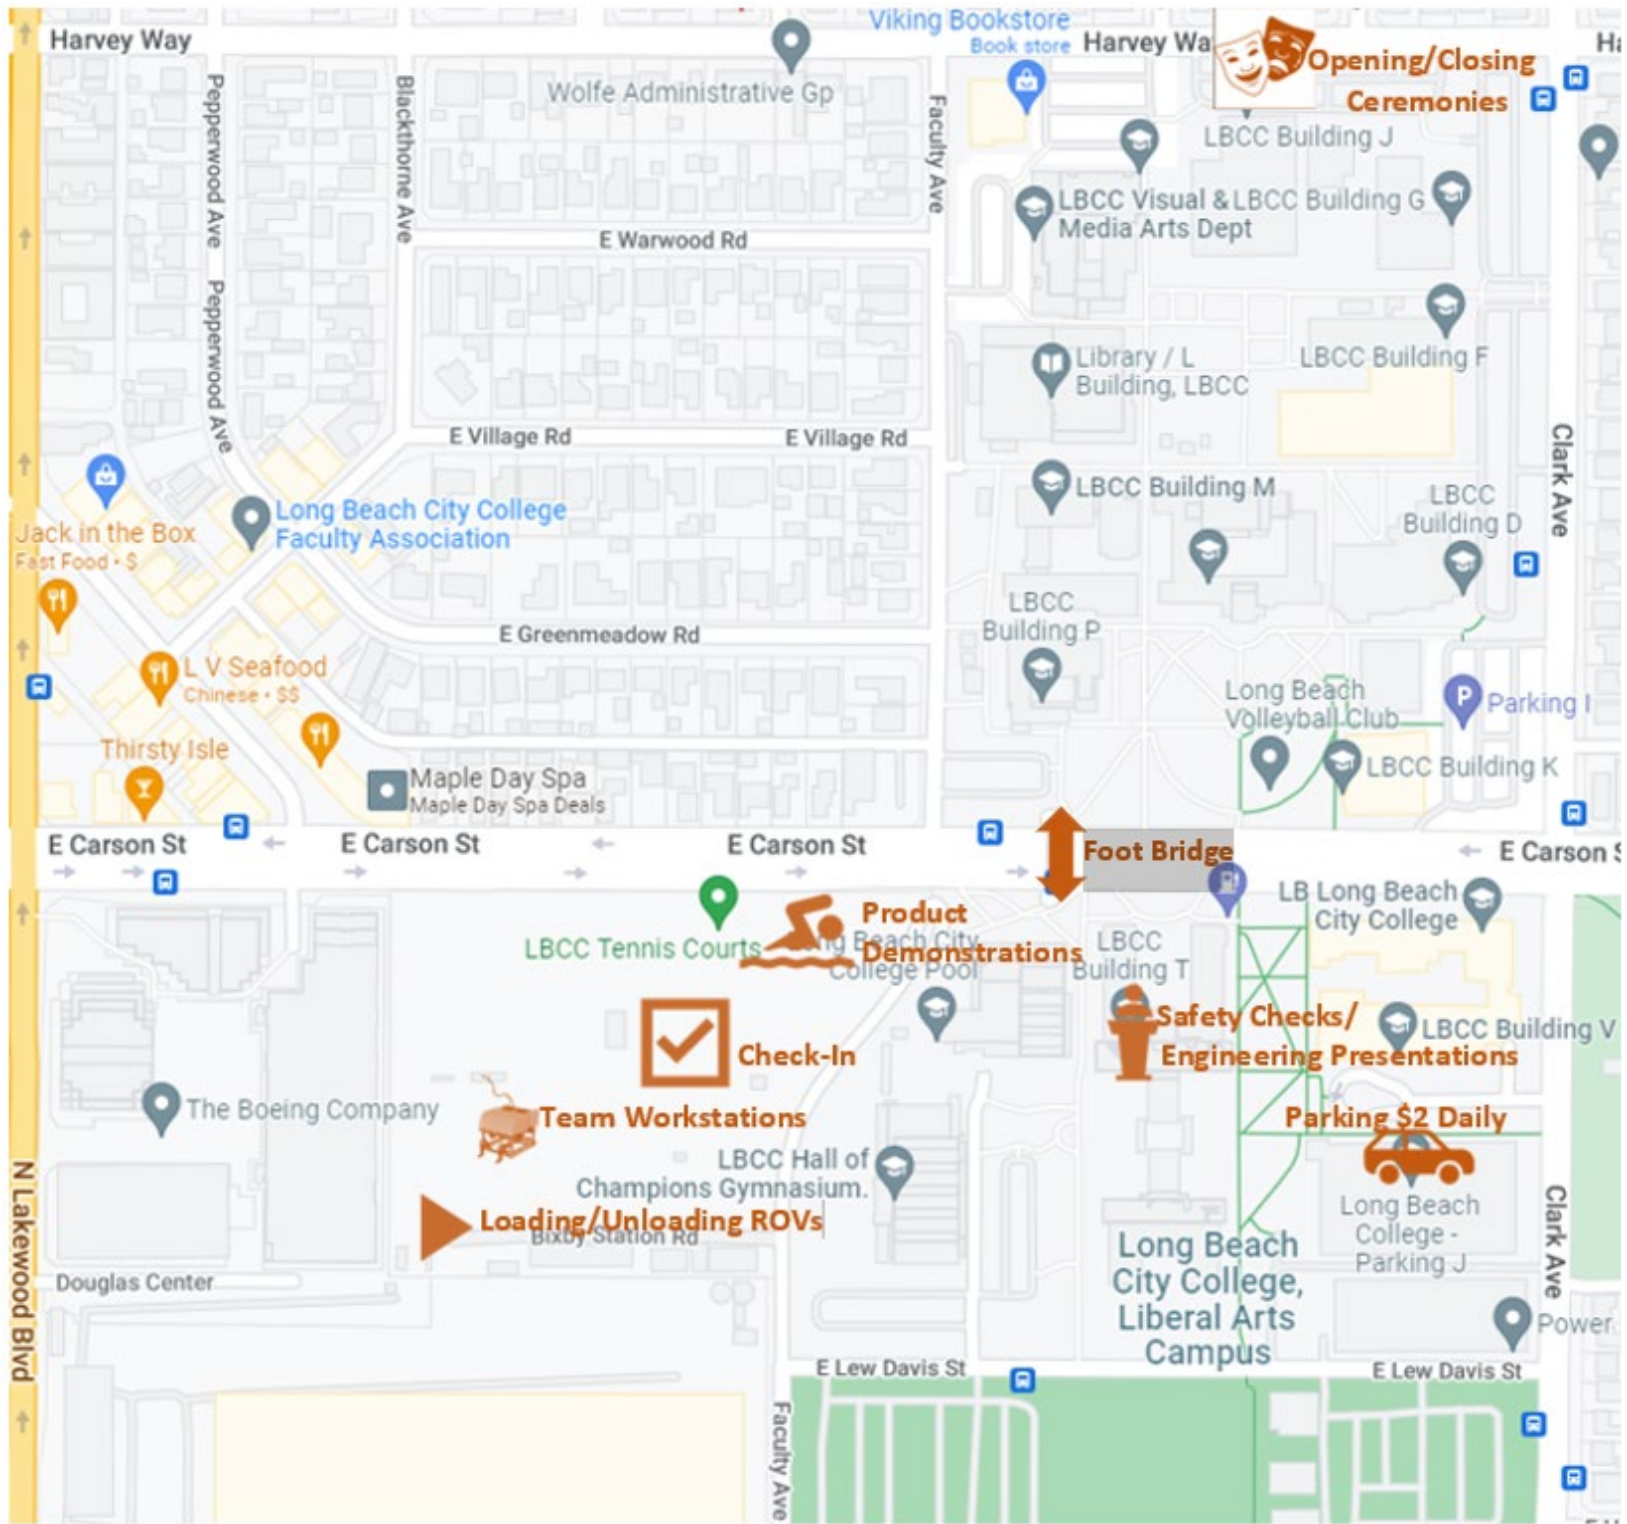 Viking Bookstore
Book store
Harvey Way
Harvey Wa
Opening/Closing
Ceremonies
Wolfe Administrative Gp
Pepperwood Ave
Blackthorne Ave
Faculty Ave
LBCC Building J
LBCC Visual &
Media Arts Dept
LBCC Building G
E Warwood Rd
Pepperwood Ave
LBCC Building F
Library / L
Building, LBCC
E Village Rd
E Village Rd
Clark Ave
LBCC Building M
LBCC
Building D
Long Beach City College
Faculty Association
Jack in the Box
Fast Food • $
LBCC
Building P
E Greenmeadow Rd
L V Seafood
Chinese • $$
Long Beach
Volleyball Club
P
Parking I
Thirsty Isle
Maple Day Spa
Maple Day Spa Deals
LBCC Building K
E Carson St
E Carson St
E Carson St
Foot Bridge
E Carson S
LB Long Beach
City College
Product
Demonstrations
LBCC Tennis Courts
ng Beach City
College Pool
LBCC
Building T
Safety Checks/
Engineering Presentations
LBCC Building V
Check-In
The Boeing Company
Team Workstations
Parking $2 Daily
LBCC Hall of
Champions Gymnasium.
Loading/Unloading ROVs
Bixby Station Rd
Long Beach
College -
Parking J
Long Beach
City College,
Liberal Arts
Campus
Clark Ave
N Lakewood Blvd
Douglas Center
Power
E Lew Davis St
E Lew Davis St
Faculty Ave